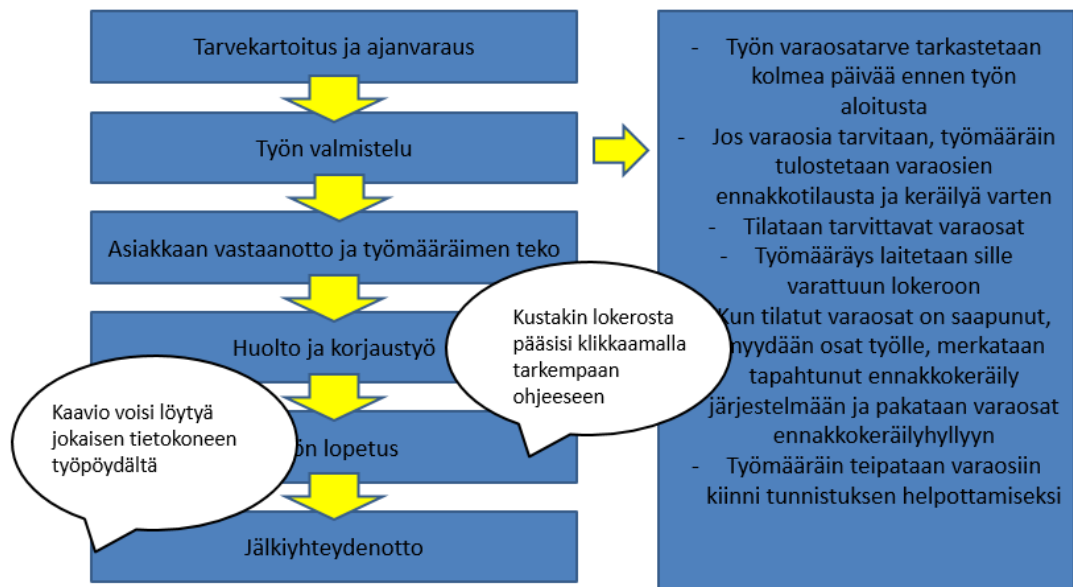 Tarvekartoitus ja ajanvaraus
Työn valmistelu
Asiakkaan vastaanotto ja työmääräimen teko
Huolto ja korjaustyö
ön lopetus
Jälkiyhteydenotto
Kaavio voisi löytyä
jokaisen tietokoneen
työpöydältä
Kustakin lokerosta
pääsisi klikkaamalla
tarkempaan
ohjeeseen
- Työn varaosatarve tarkastetaan
kolmea päivää ennen työn
aloitusta
- Jos varaosia tarvitaan, työmääräin
tulostetaan varaosien
ennakkotilausta ja keräilyä varten
- Tilataan tarvittavat varaosat
- Työmääräys laitetaan sille
varattuun lokeroon
Kun tilatut varaosat on saapunut,
myydään osat työlle, merkataan
tapahtunut ennakkokeräily
järjestelmään ja pakataan varaosat
ennakkokeräilyhyllyyn
- Työmääräin teipataan varaosiin
kiinni tunnistuksen helpottamiseksi